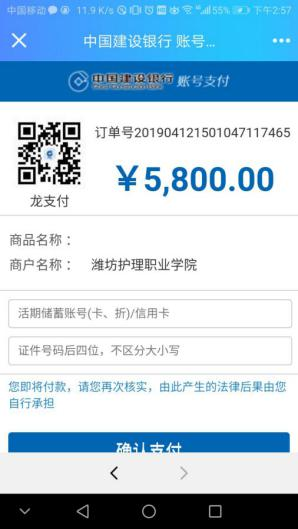 中国移动 11.9 K/s 55% 下午2:57
中国建设银行 账号...
中国建设银行 账号支付
China Construction Bank
订单号201904121501047117465
¥5,800.00
龙支付
商品名称：
商户名称： 潍坊护理职业学院
活期储蓄账号(卡、折)/信用卡
证件号码后四位，不区分大小写
您即将付款，请您再次核实，由此产生的法律后果由您
自行承担
确认支付